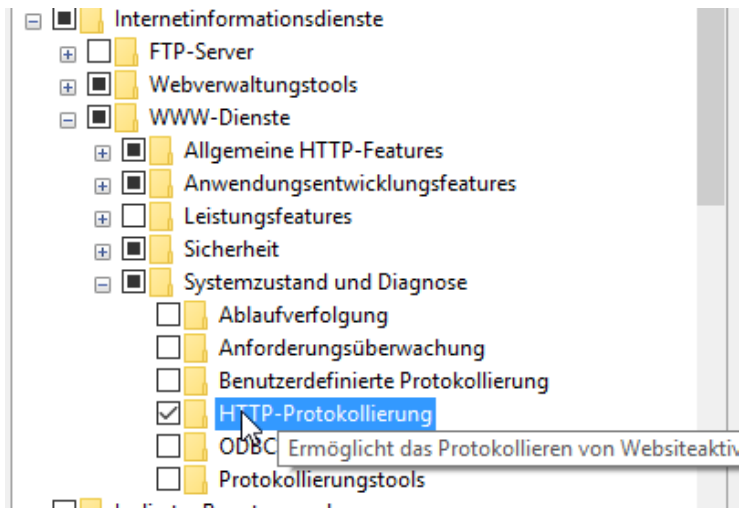 Internetinformationsdienste
FTP-Server
Webverwaltungstools
WWW-Dienste
Allgemeine HTTP-Features
Anwendungsentwicklungsfeatures
Leistungsfeatures
Sicherheit
Systemzustand und Diagnose
Ablaufverfolgung
Anforderungsüberwachung
Benutzerdefinierte Protokollierung
HTTP-Protokollierung
ODBC Ermöglicht das Protokollieren von Websiteaktiv
Protokollierungstools